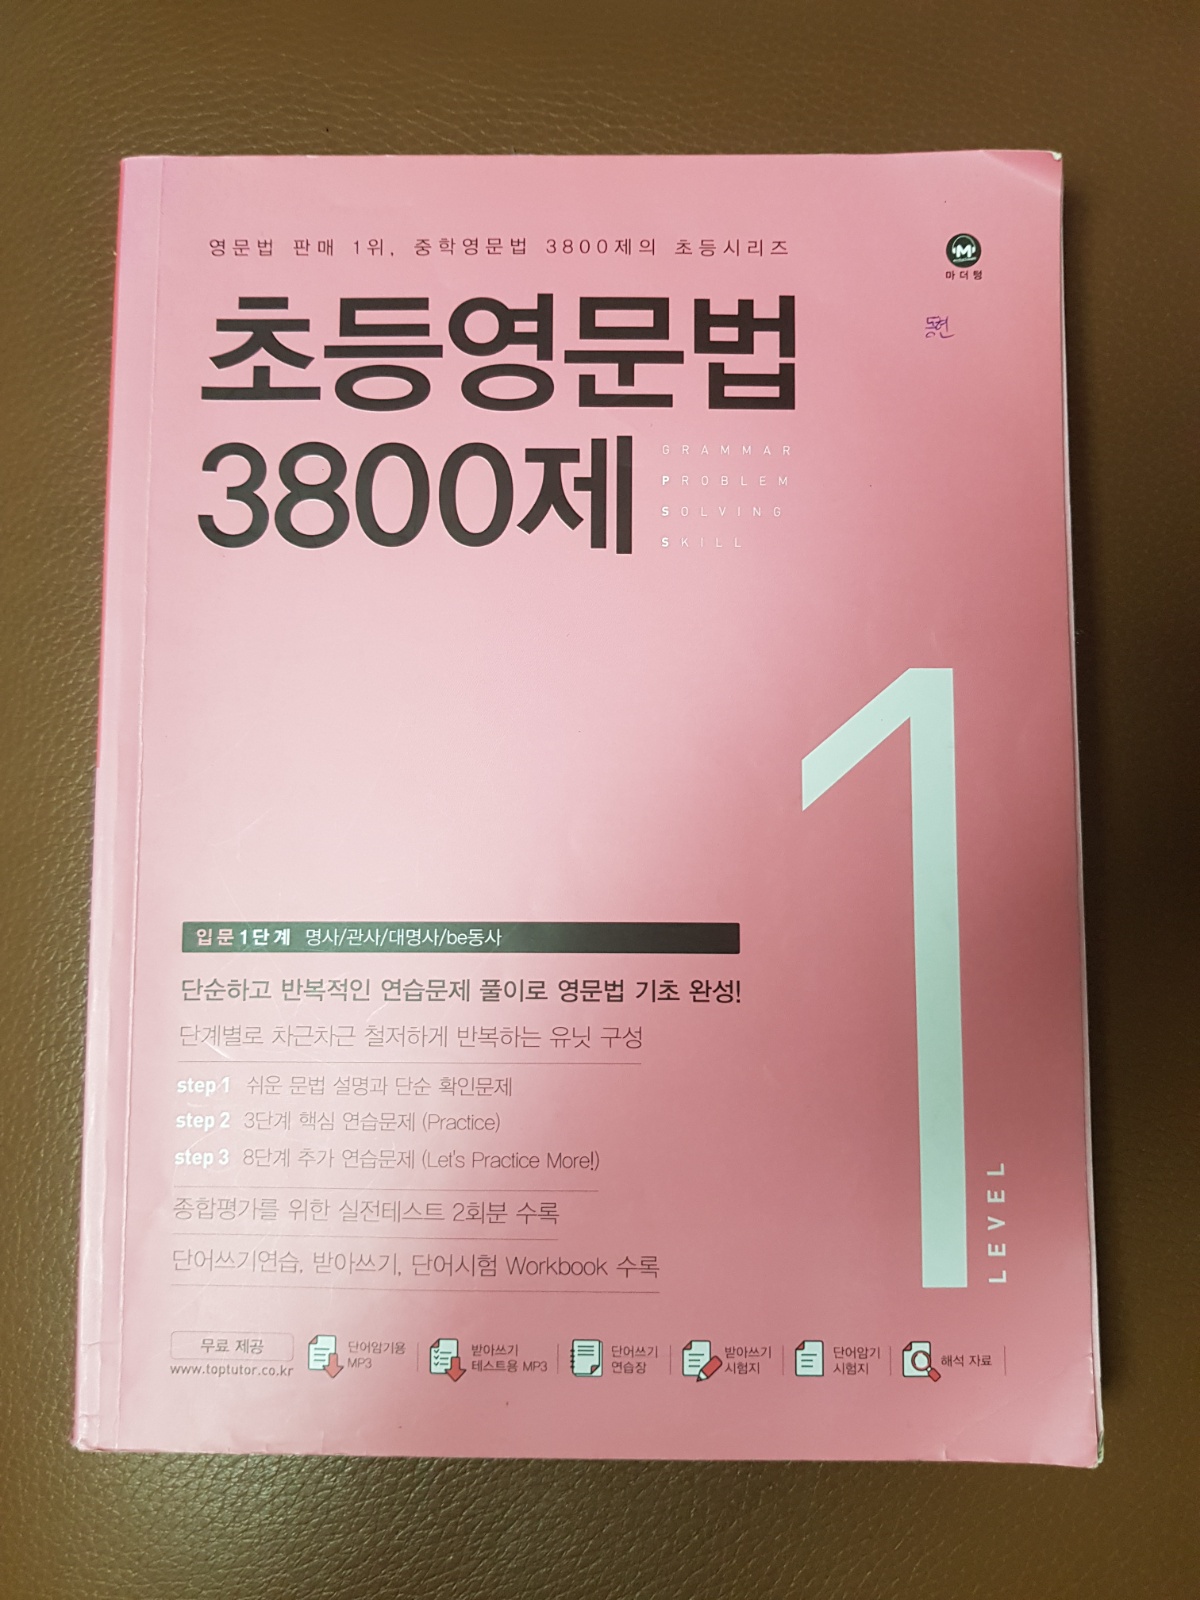 영문법 판매 1위, 중학영문법 3800제의 초등시리즈
M
마더텅
동현
초등영문법
3800제
GRAMMAR
PROBLEM
SOLVING
SKILL
1
LEVEL
입문1단계 명사/관사/대명사/be동사
단순하고 반복적인 연습문제 풀이로 영문법 기초 완성!
단계별로 차근차근 철저하게 반복하는 유닛 구성
step 1 쉬운 문법 설명과 단순 확인문제
step 2 3단계 핵심 연습문제 (Practice)
step 3 8단계 추가 연습문제 (Let's Practice More!)
종합평가를 위한 실전테스트 2회분 수록
단어쓰기연습, 받아쓰기, 단어시험 Workbook 수록
무료 제공
www.toptutor.co.kr
단어암기용
MP3
받아쓰기
테스트용 MP3
단어쓰기
연습장
받아쓰기
시험지
단어암기
시험지
해석 자료